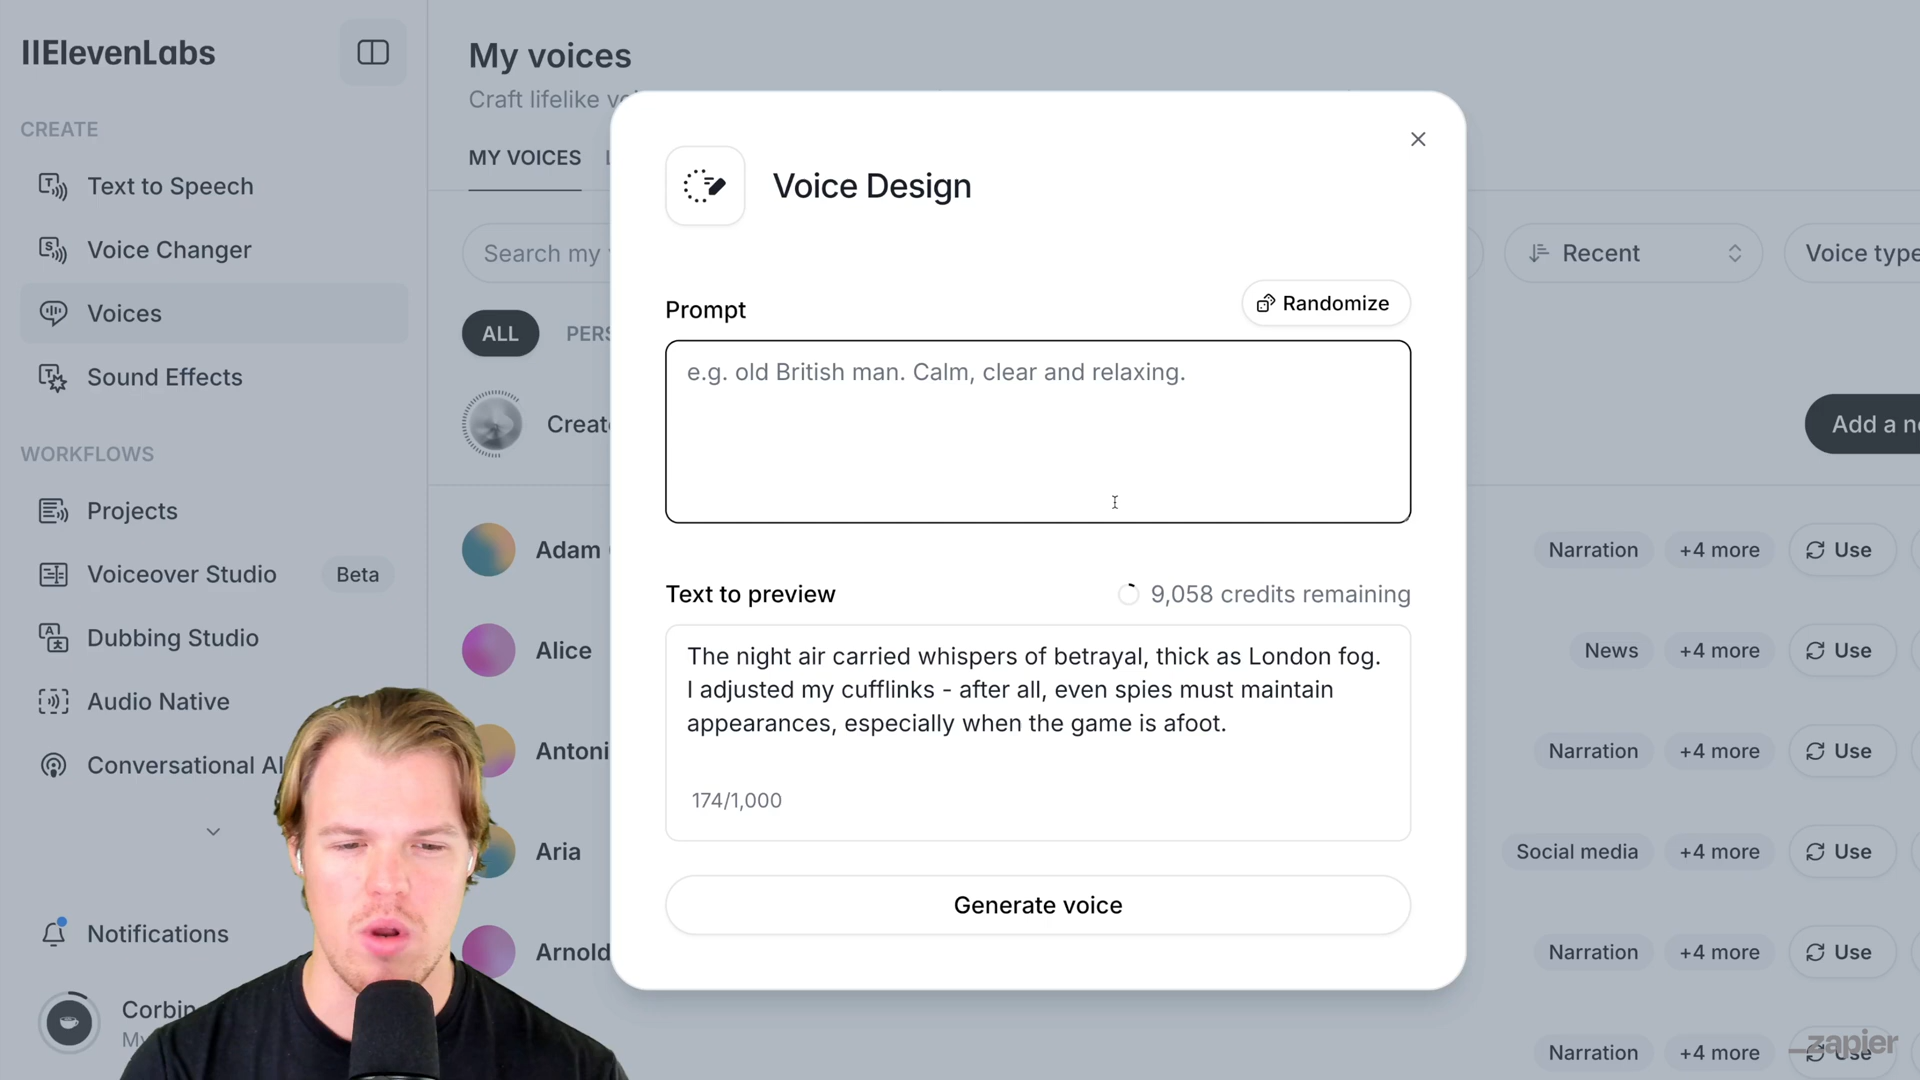 IIElevenLabs
CREATE
Text to Speech
Voice Changer
Voices
Sound Effects
WORKFLOWS
Projects
Voiceover Studio Beta
Dubbing Studio
Audio Native
Conversational AI
Notifications
Corbin
My
My voices
Craft lifelike
MY VOICES
Search my
Recent
Voice type
ALL
Add a
Adam
Alice
Aria
Arnold
Voice Design
Prompt
Randomize
e.g. old British man. Calm, clear and relaxing.
Text to preview
9,058 credits remaining
The night air carried whispers of betrayal, thick as London fog.
I adjusted my cufflinks - after all, even spies must maintain
appearances, especially when the game is afoot.
174/1,000
Generate voice
Narration +4 more Use
News +4 more Use
Narration +4 more Use
Social media +4 more Use
Narration +4 more Use
Narration +4 more Use
_zapier